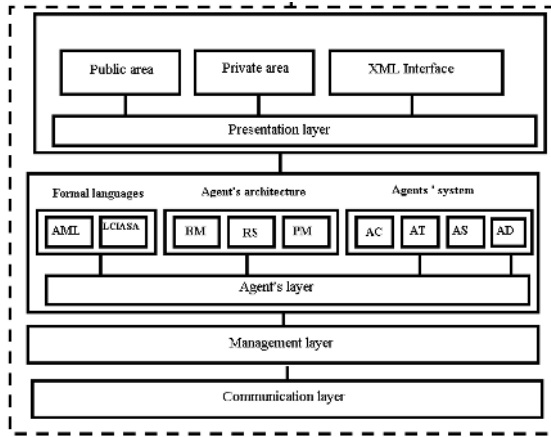 Public area
Private area
XML Interface
Presentation layer
Formal languages
Agent's architecture
Agents ' system
AML
LCIASA
BM
RS
PM
AC
AT
AS
AD
Agent's layer
Management layer
Communication layer